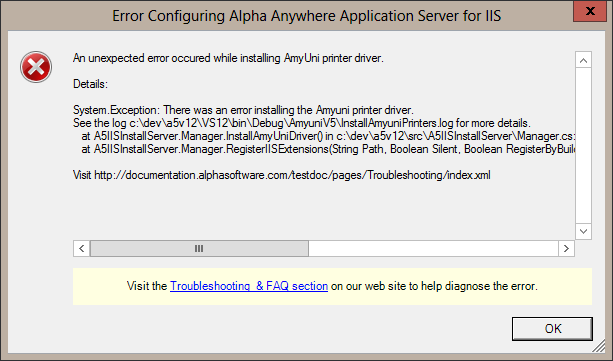 Error Configuring Alpha Anywhere Application Server for IIS
An unexpected error occured while installing AmyUni printer driver.
Details:
System.Exception: There was an error installing the Amyuni printer driver.
See the log c:\dev\a5v12\VS12\bin\Debug\AmyuniV5\InstallAmyuniPrinters.log for more details.
at A5IISInstallServer.Manager.InstallAmyUniDriver() in c:\dev\a5v12\src\A5IISInstallServer\Manager.cs:
at A5IISInstallServer.Manager.RegisterIISExtensions(String Path, Boolean Silent, Boolean RegisterByBuil
Visit http://documentation.alphasoftware.com/testdoc/pages/Troubleshooting/index.xml
Visit the Troubleshooting & FAQ section on our web site to help diagnose the error.
OK